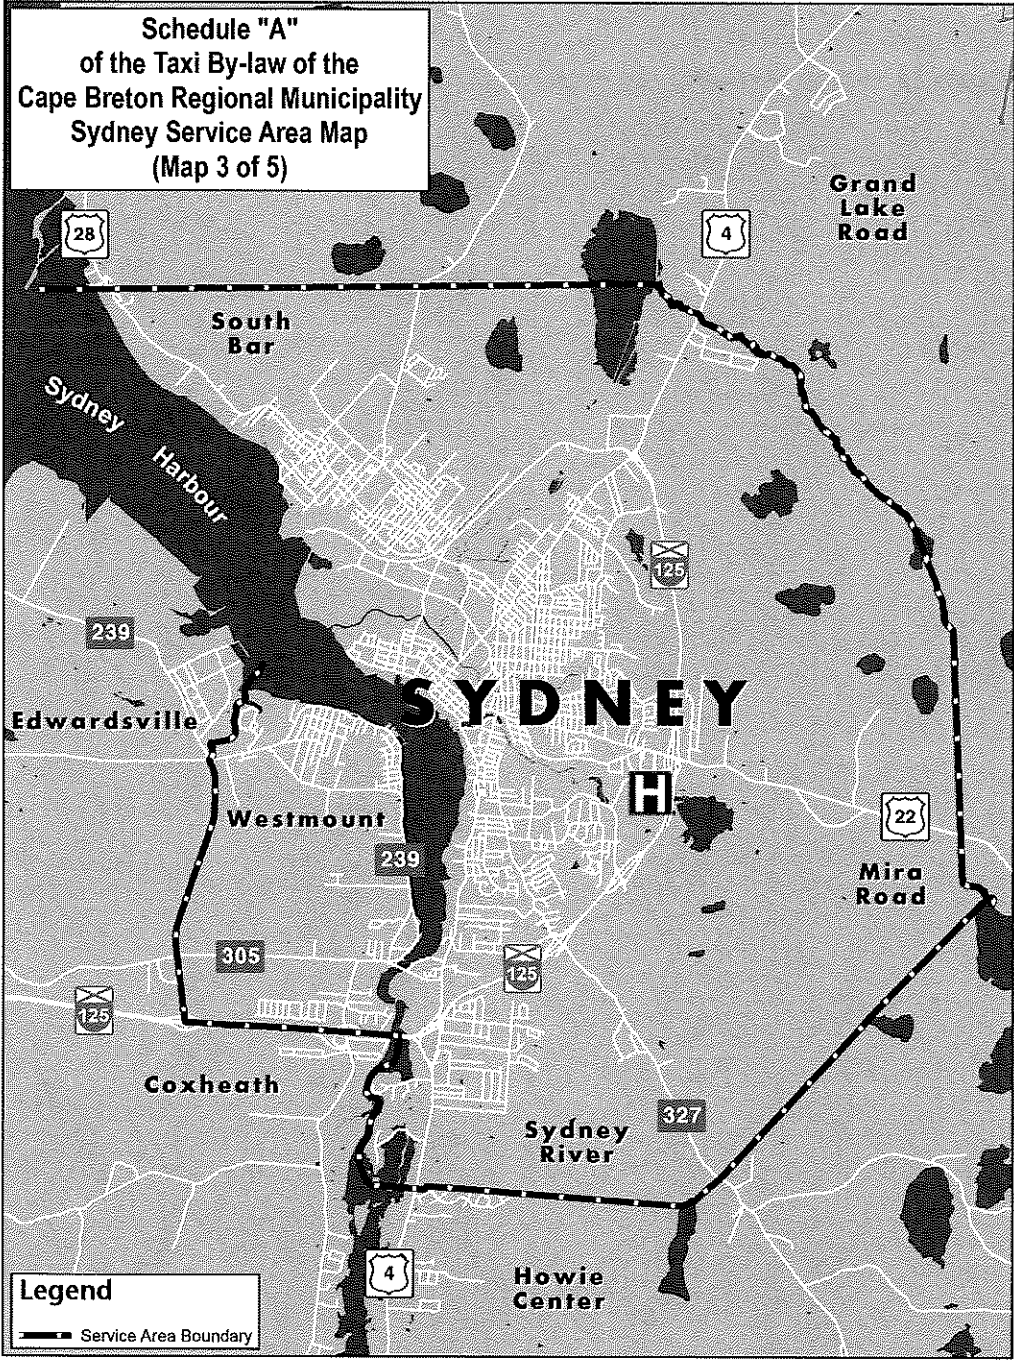 Schedule "A"
of the Taxi By-law of the
Cape Breton Regional Municipality
Sydney Service Area Map
(Map 3 of 5)
Grand
Lake
Road
28
4
South
Bar
Sydney
Harbour
125
239
SYDNEY
Edwardsville
H
Westmount
22
239
Mira
Road
305
125
125
Coxheath
327
Sydney
River
4
Howie
Center
Legend
Service Area Boundary